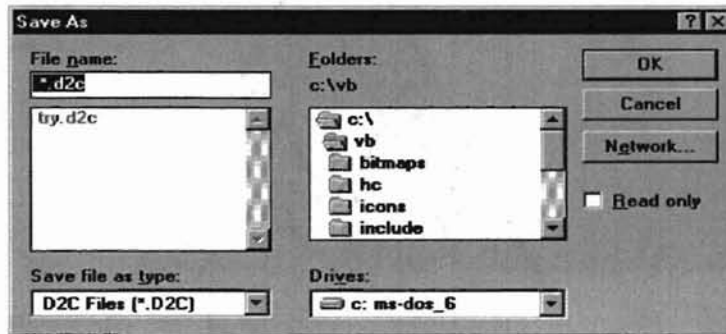 Save As
File name:
*.d2c
try.d2c
Save file as type:
D2C Files (*.D2C)
Folders:
c:\vb
c:\
vb
bitmaps
hc
icons
include
Drives:
c: ms-dos_6
OK
Cancel
Network...
Read only